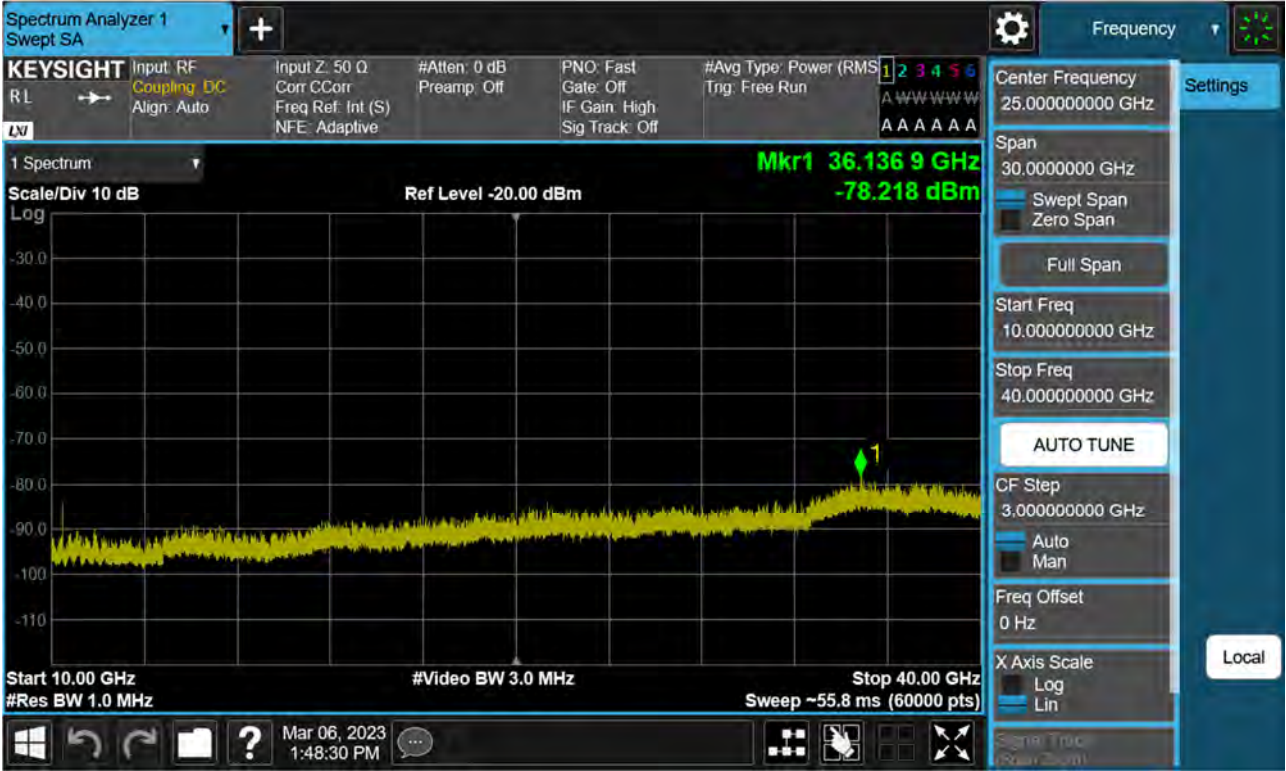 Spectrum Analyzer 1
Swept SA
+
Frequency
KEYSIGHT
R L
LXI
Input: RF
Coupling: DC
Align: Auto
Input Z: 50 Ω
Corr CCorr
Freq Ref: Int (S)
NFE: Adaptive
#Atten: 0 dB
Preamp: Off
PNO: Fast
Gate: Off
IF Gain: High
Sig Track: Off
#Avg Type: Power (RMS
Trig: Free Run
1 2 3 4 5 6
A W W W W W
A A A A A A
1 Spectrum
Scale/Div 10 dB
Ref Level -20.00 dBm
Mkr1 36.136 9 GHz
-78.218 dBm
Log
-30.0
-40.0
-50.0
-60.0
-70.0
-80.0
-90.0
-100
-110
1
Start 10.00 GHz
#Video BW 3.0 MHz
Stop 40.00 GHz
#Res BW 1.0 MHz
Sweep ~55.8 ms (60000 pts)
Center Frequency
25.000000000 GHz
Span
30.0000000 GHz
Swept Span
Zero Span
Full Span
Start Freq
10.000000000 GHz
Stop Freq
40.000000000 GHz
AUTO TUNE
CF Step
3.000000000 GHz
Auto
Man
Freq Offset
0 Hz
X Axis Scale
Log
Lin
Signal Track
(Span Zoom)
Settings
Local
?
Mar 06, 2023
1:48:30 PM